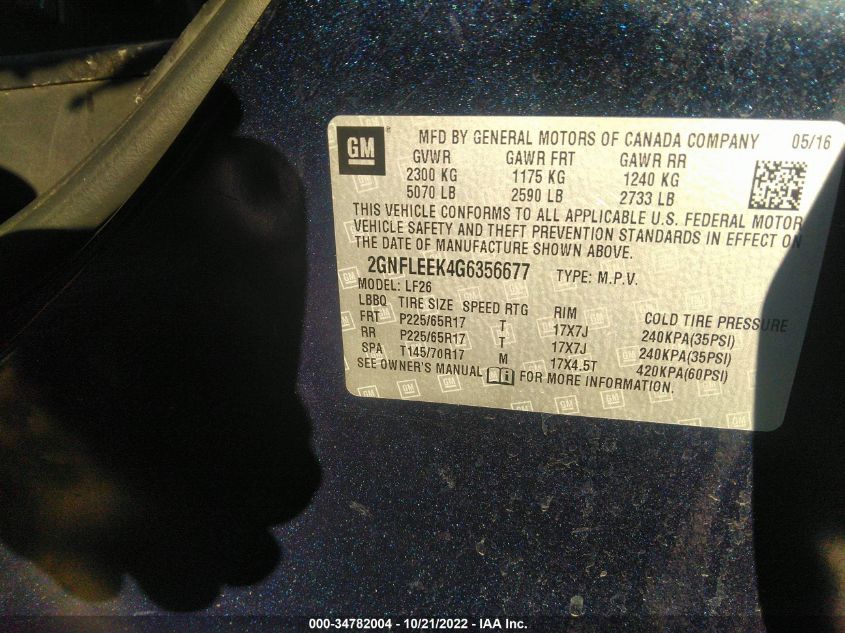 GM
MFD BY GENERAL MOTORS OF CANADA COMPANY 05/16
GVWR GAWR FRT GAWR RR
2300 KG 1175 KG 1240 KG
5070 LB 2590 LB 2733 LB
THIS VEHICLE CONFORMS TO ALL APPLICABLE U.S. FEDERAL MOTOR
VEHICLE SAFETY AND THEFT PREVENTION STANDARDS IN EFFECT ON
THE DATE OF MANUFACTURE SHOWN ABOVE.
2GNFLEEK4G6356677 TYPE: M.P.V.
MODEL: LF26
LBBQ TIRE SIZE SPEED RTG RIM COLD TIRE PRESSURE
FRT P225/65R17 T 17X7J 240KPA(35PSI)
RR P225/65R17 T 17X7J 240KPA(35PSI)
SPA T145/70R17 M 17X4.5T 420KPA(60PSI)
SEE OWNER'S MANUAL FOR MORE INFORMATION.
000-34782004 - 10/21/2022 - IAA Inc.